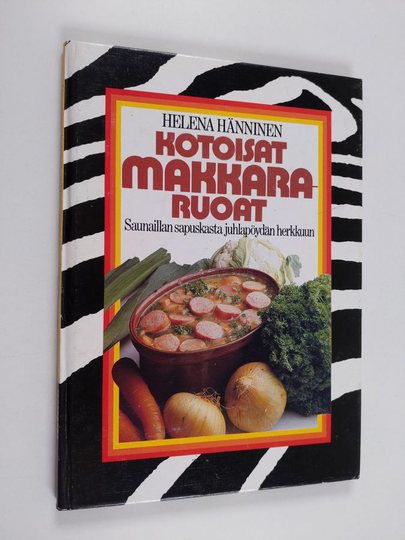 HELENA HÄNNINEN
KOTOISAT
MAKKARA-
RUOAT
Saunaillan sapuskasta juhlapöydän herkkuun